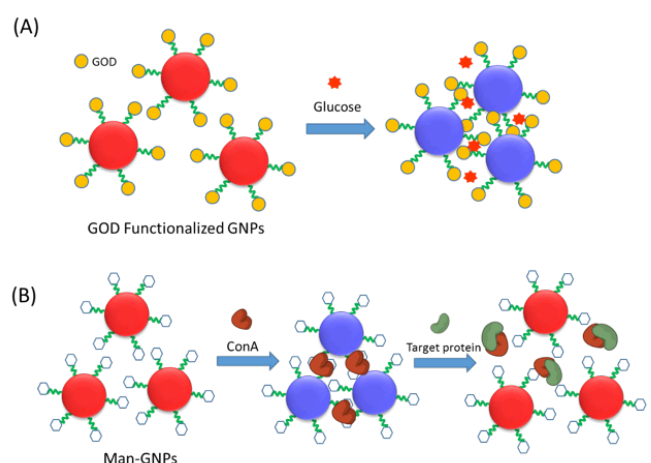 (A)
GOD
Glucose
GOD Functionalized GNPs
(B)
ConA
Target protein
Man-GNPs